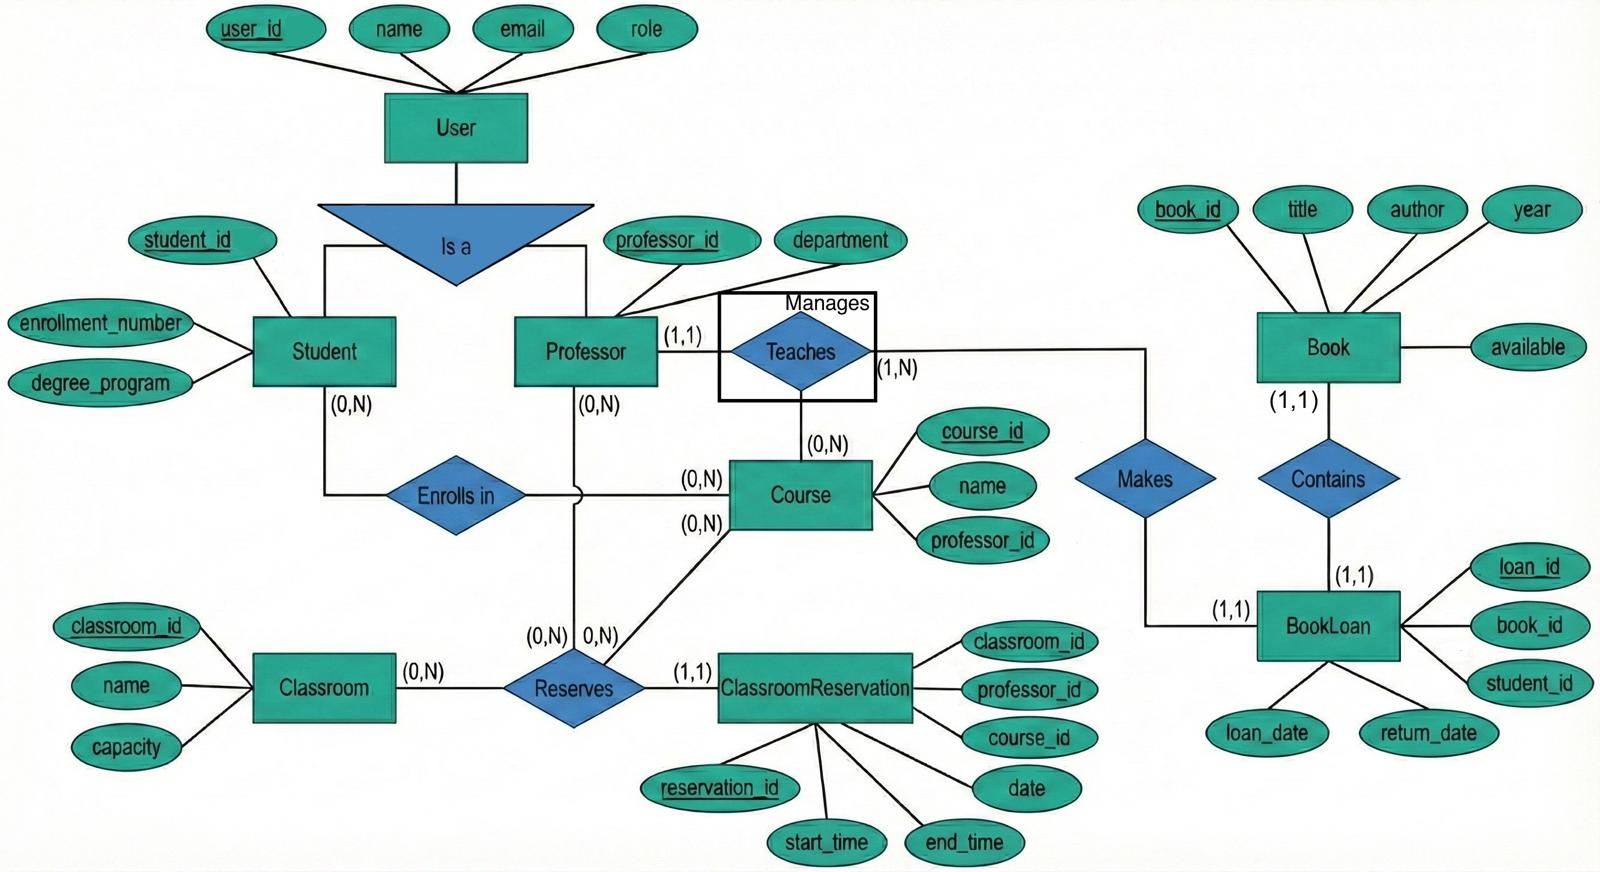 user_id
name
email
role
User
Is a
student_id
enrollment_number
degree_program
Student
(0,N)
professor_id
department
Professor
(1,1)
(0,N)
Manages
Teaches
(1,N)
(0,N)
Enrolls in
(0,N)
(0,N)
Course
course_id
name
professor_id
book_id
title
author
year
Book
available
(1,1)
Makes
Contains
(1,1)
(1,1)
BookLoan
loan_id
book_id
student_id
loan_date
return_date
classroom_id
name
capacity
Classroom
(0,N)
(0,N)
0,N)
Reserves
(1,1)
ClassroomReservation
classroom_id
professor_id
course_id
date
reservation_id
start_time
end_time